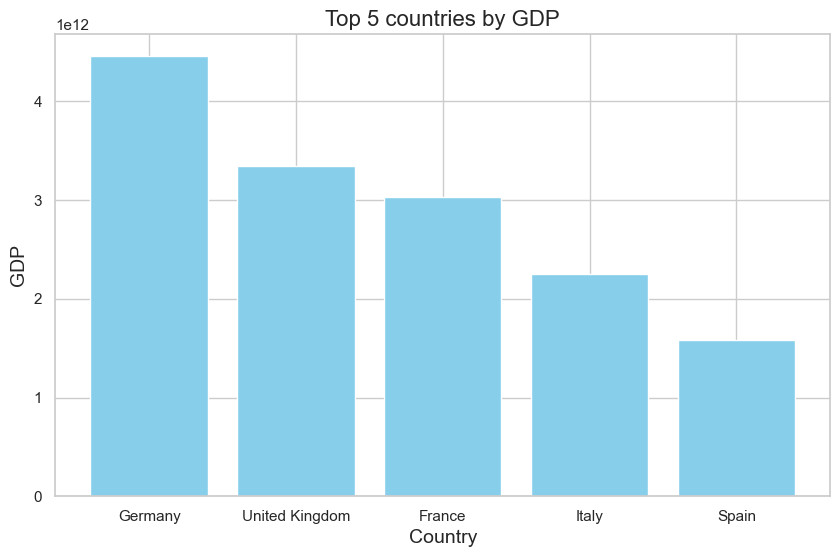 Top 5 countries by GDP
1e12
4
3
2
1
0
GDP
Germany United Kingdom France Italy Spain
Country